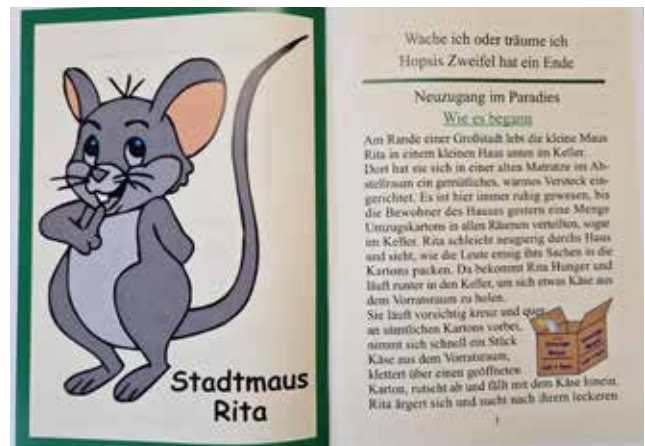 Stadtmaus
Rita
Wache ich oder träume ich
Hopsis Zweifel hat ein Ende
Neuzugang im Paradies
Wie es begann
Am Rande einer Großstadt lebt die kleine Maus
Rita in einem kleinen Haus unten im Keller.
Dort hat sie sich in einer alten Matratze im Ab-
stellraum ein gemütliches, warmes Versteck ein-
gerichtet. Es ist hier immer ruhig gewesen, bis
die Bewohner des Hauses gestern eine Menge
Umzugskartons in allen Räumen verteilten, sogar
im Keller. Rita schleicht neugierig durchs Haus
und sieht, wie die Leute emsig ihre Sachen in die
Kartons packen. Da bekommt Rita Hunger und
läuft runter in den Keller, um sich etwas Käse aus
dem Vorratsraum zu holen.
Sie läuft vorsichtig kreuz und quer
an sämtlichen Kartons vorbei,
nimmt sich schnell ein Stück
Käse aus dem Vorratsraum,
klettert über einen geöffneten
Karton, rutscht ab und fällt mit dem Käse hinein.
Rita ärgert sich und sucht nach ihrem leckeren